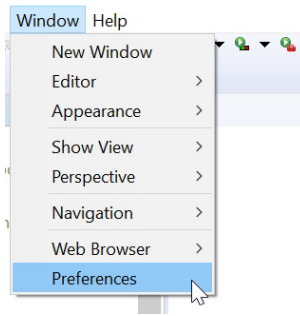 Window Help
New Window
Editor
Appearance
Show View
Perspective
Navigation
Web Browser
Preferences